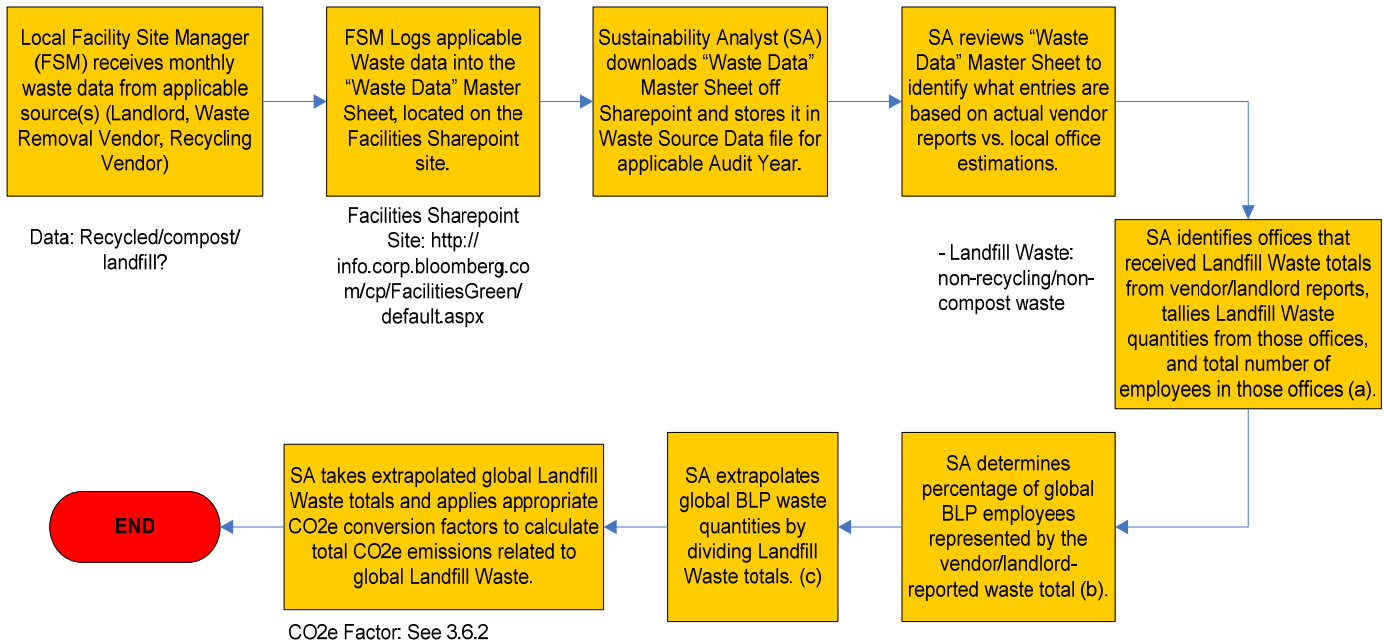 Local Facility Site Manager
(FSM) receives monthly
waste data from applicable
source(s) (Landlord, Waste
Removal Vendor, Recycling
Vendor)
FSM Logs applicable
Waste data into the
“Waste Data” Master
Sheet, located on the
Facilities Sharepoint
site.
Sustainability Analyst (SA)
downloads “Waste Data”
Master Sheet off
Sharepoint and stores it in
Waste Source Data file for
applicable Audit Year.
SA reviews “Waste
Data” Master Sheet to
identify what entries are
based on actual vendor
reports vs. local office
estimations.
Data: Recycled/compost/
landfill?
Facilities Sharepoint
Site: http://
info.corp.bloomberg.co
m/cp/FacilitiesGreen/
default.aspx
- Landfill Waste:
non-recycling/non-
compost waste
SA identifies offices that
received Landfill Waste totals
from vendor/landlord reports,
tallies Landfill Waste
quantities from those offices,
and total number of
employees in those offices (a).
SA determines
percentage of global
BLP employees
represented by the
vendor/landlord-
reported waste total (b).
SA extrapolates
global BLP waste
quantities by
dividing Landfill
Waste totals. (c)
SA takes extrapolated global Landfill
Waste totals and applies appropriate
CO2e conversion factors to calculate
total CO2e emissions related to
global Landfill Waste.
CO2e Factor: See 3.6.2
END